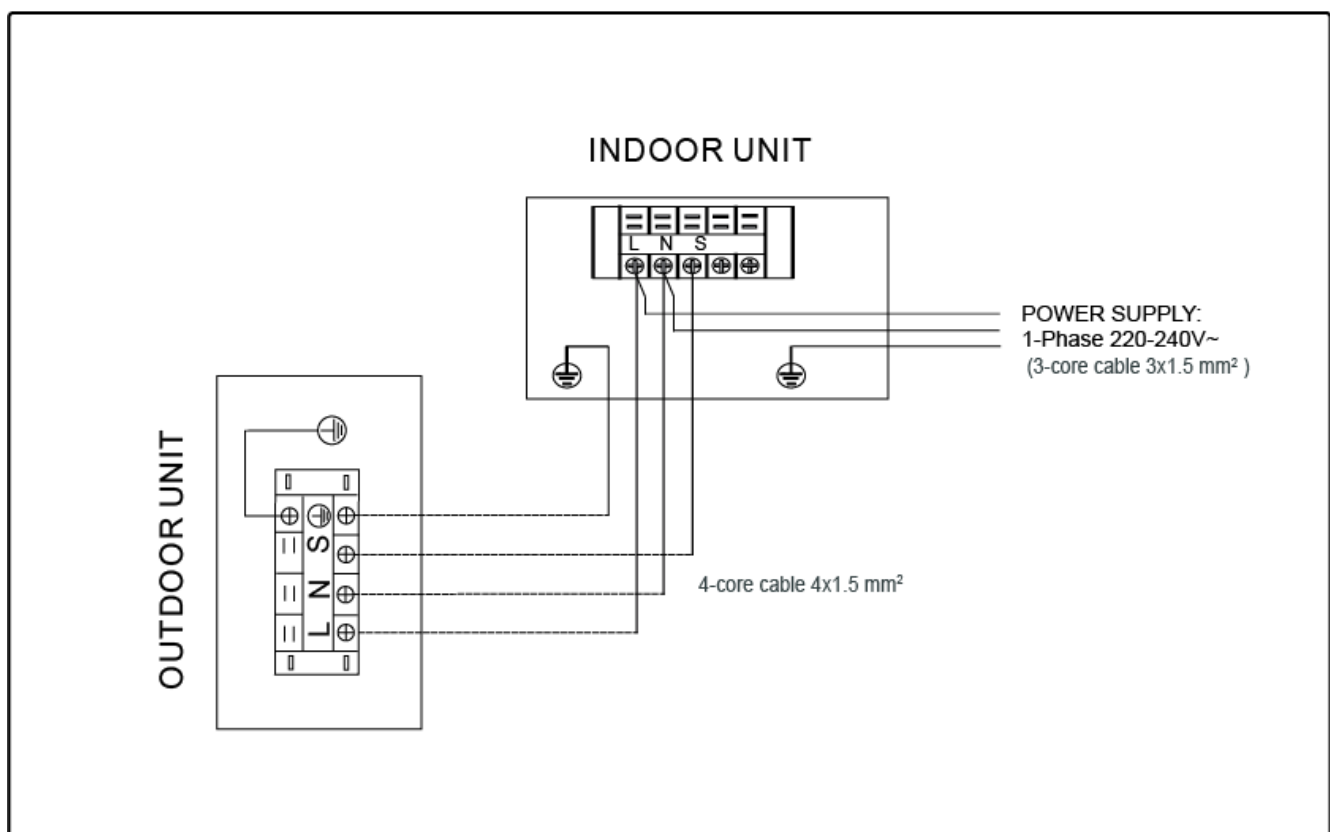 INDOOR UNIT
L N S
POWER SUPPLY:
1-Phase 220-240V~
(3-core cable 3x1.5 mm² )
OUTDOOR UNIT
L N S
4-core cable 4x1.5 mm²